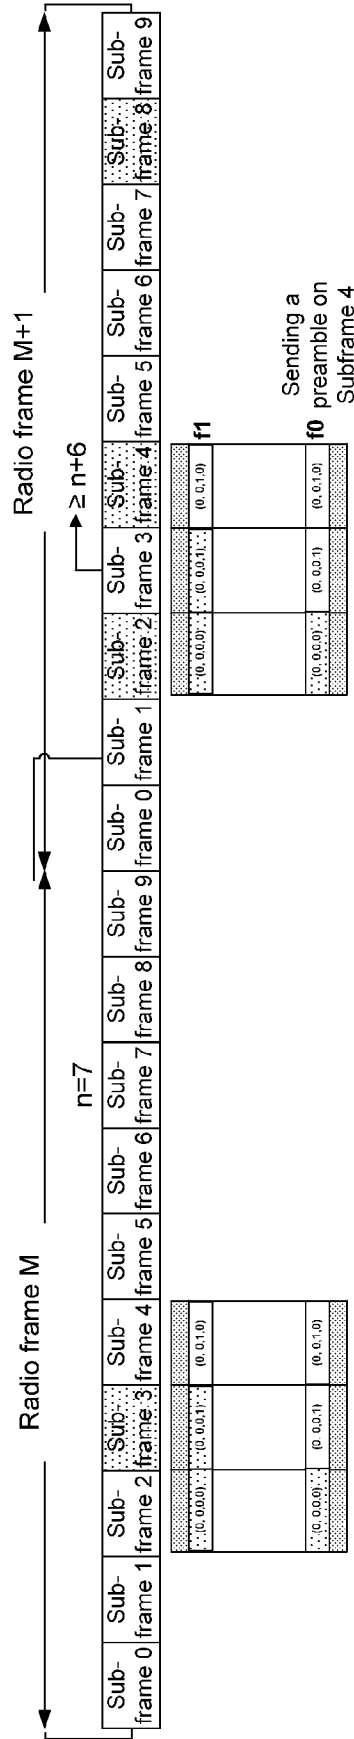 Radio frame M
Radio frame M+1
n=7
≥ n+6
Sub-
frame 0
Sub-
frame 1
Sub-
frame 2
Sub-
frame 3
Sub-
frame 4
Sub-
frame 5
Sub-
frame 6
Sub-
frame 7
Sub-
frame 8
Sub-
frame 9
Sub-
frame 0
Sub-
frame 1
Sub-
frame 2
Sub-
frame 3
Sub-
frame 4
Sub-
frame 5
Sub-
frame 6
Sub-
frame 7
Sub-
frame 8
Sub-
frame 9
(0, 0,0,0)
(0, 0,0,1)
(0, 0,1,0)
(0, 0,0,0)
(0, 0,0,1)
(0, 0,1,0)
f1
(0, 0,0,0)
(0, 0,0,1)
(0, 0,1,0)
(0, 0,0,0)
(0, 0,0,1)
(0, 0,1,0)
f0
Sending a
preamble on
Subframe 4